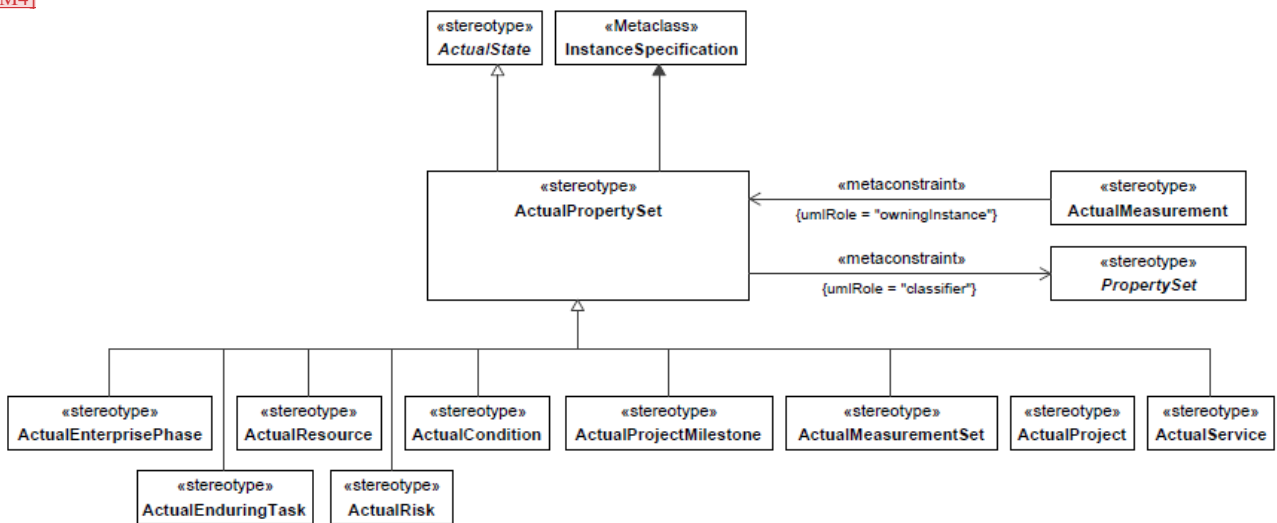 M4]
«stereotype»
ActualState
«Metaclass»
InstanceSpecification
«stereotype»
ActualPropertySet
«metaconstraint»
{umlRole = "owningInstance"}
«stereotype»
ActualMeasurement
«metaconstraint»
{umlRole = "classifier"}
«stereotype»
PropertySet
«stereotype»
ActualEnterprisePhase
«stereotype»
ActualResource
«stereotype»
ActualCondition
«stereotype»
ActualProjectMilestone
«stereotype»
ActualMeasurementSet
«stereotype»
ActualProject
«stereotype»
ActualService
«stereotype»
ActualEnduringTask
«stereotype»
ActualRisk